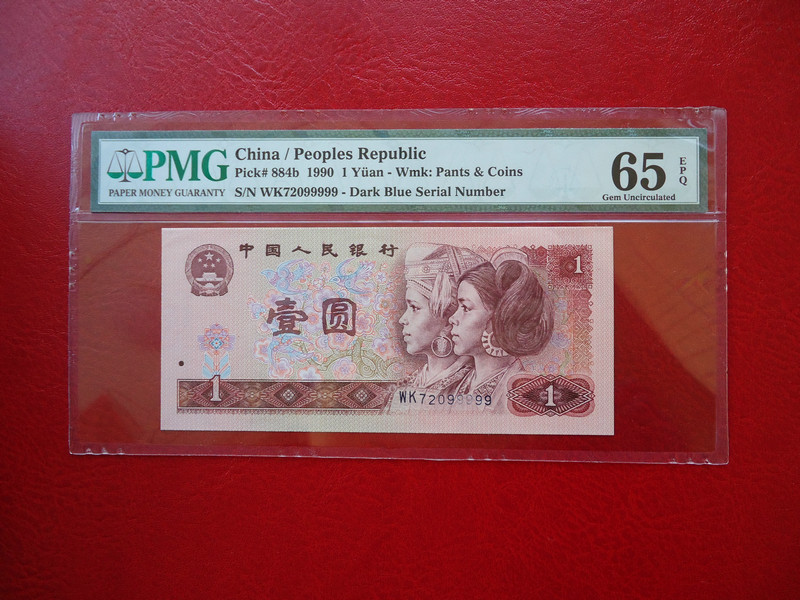 PMG
PAPER MONEY GUARANTY
China / Peoples Republic
Pick# 884b 1990 1 Yüan - Wmk: Pants & Coins
S/N WK72099999 - Dark Blue Serial Number
65
EPQ
Gem Uncirculated
中国人民银行
1
壹圆
1
WK72099999
1